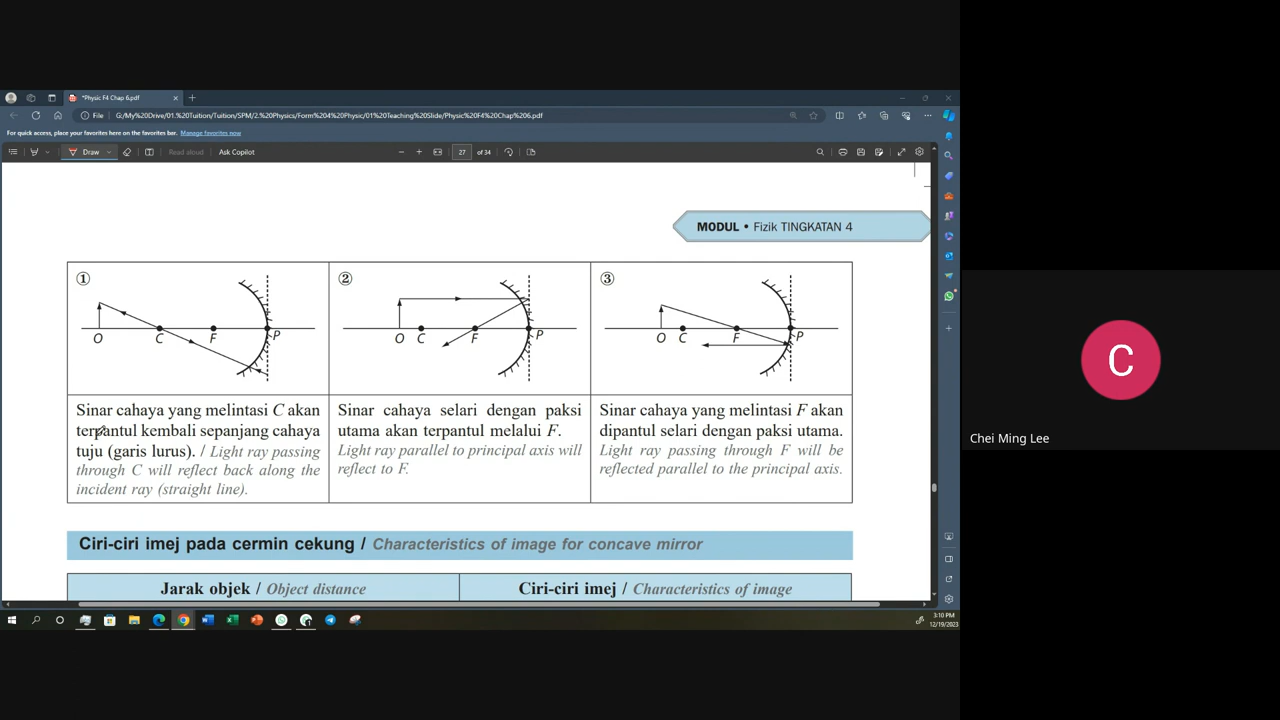 *Physic F4 Chap 6.pdf
File
G:/My%20Drive/01.%20Tuition/Tuition/SPM/2.%20Physics/Form%204%20Physic/01%20Teaching%20Slide/Physic%20F4%20Chap%206.pdf
For quick access, place your favorites here on the favorites bar. Manage favorites now
Draw
Read aloud
Ask Copilot
27 of 34
MODUL • Fizik TINGKATAN 4
① ② ③
O C F P
O C F P
O C F P
Sinar cahaya yang melintasi C akan
terpantul kembali sepanjang cahaya
tuju (garis lurus). / Light ray passing
through C will reflect back along the
incident ray (straight line).
Sinar cahaya selari dengan paksi
utama akan terpantul melalui F.
Light ray parallel to principal axis will
reflect to F.
Sinar cahaya yang melintasi F akan
dipantul selari dengan paksi utama.
Light ray passing through F will be
reflected parallel to the principal axis.
Ciri-ciri imej pada cermin cekung / Characteristics of image for concave mirror
Jarak objek / Object distance
Ciri-ciri imej / Characteristics of image
3:10 PM
12/19/2023
C
Chei Ming Lee